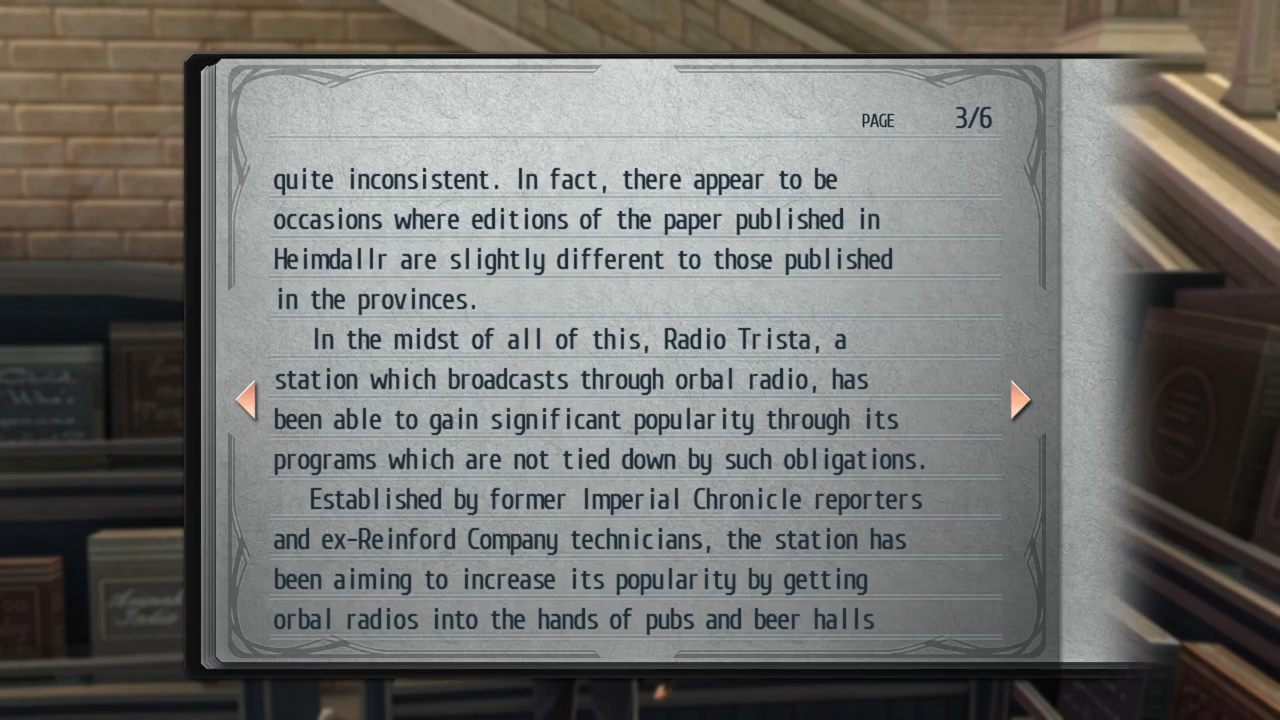 PAGE 3/6
quite inconsistent. In fact, there appear to be
occasions where editions of the paper published in
Heimdallr are slightly different to those published
in the provinces.
In the midst of all of this, Radio Trista, a
station which broadcasts through orbal radio, has
been able to gain significant popularity through its
programs which are not tied down by such obligations.
Established by former Imperial Chronicle reporters
and ex-Reinford Company technicians, the station has
been aiming to increase its popularity by getting
orbal radios into the hands of pubs and beer halls